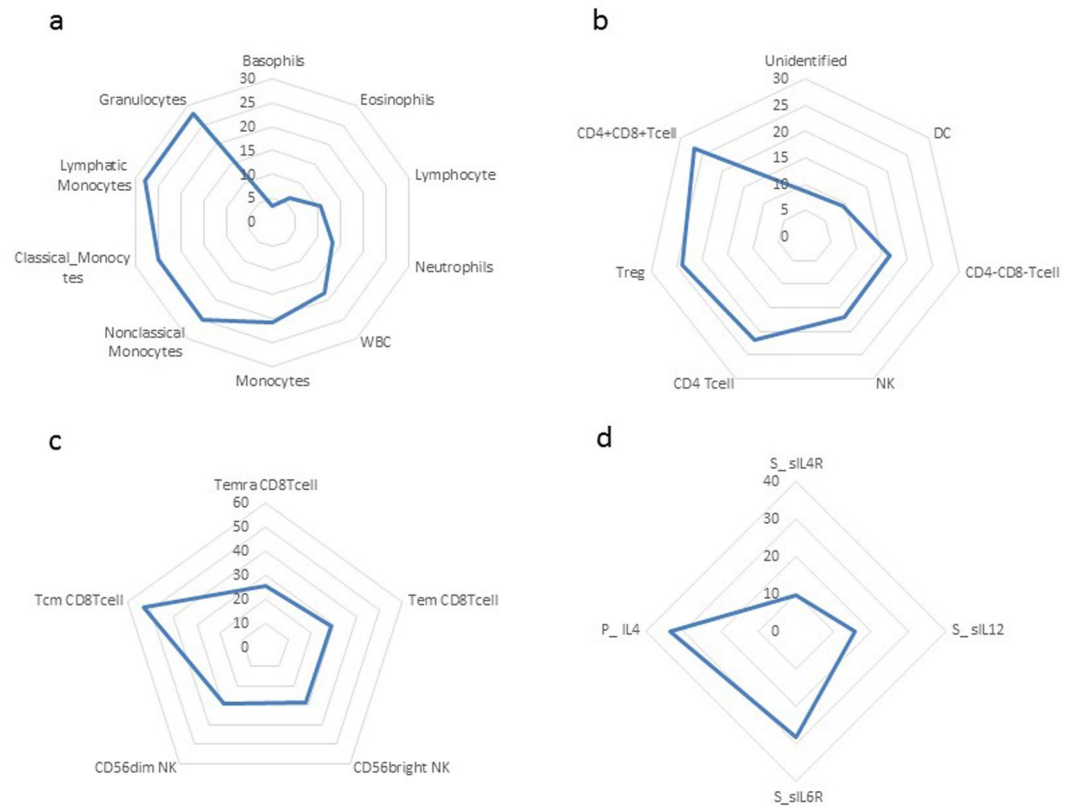 a
Basophils
30
25
20
15
10
5
0
Eosinophils
Lymphocyte
Neutrophils
WBC
Monocytes
Nonclassical
Monocytes
Classical_Monocy
tes
Lymphatic
Monocytes
Granulocytes
b
Unidentified
30
25
20
15
10
5
0
DC
CD4-CD8-Tcell
NK
CD4 Tcell
Treg
CD4+CD8+Tcell
c
Temra CD8Tcell
60
50
40
30
20
10
0
Tem CD8Tcell
CD56bright NK
CD56dim NK
Tcm CD8Tcell
d
S_ sIL4R
40
30
20
10
0
S_ sIL12
S_sIL6R
P_ IL4